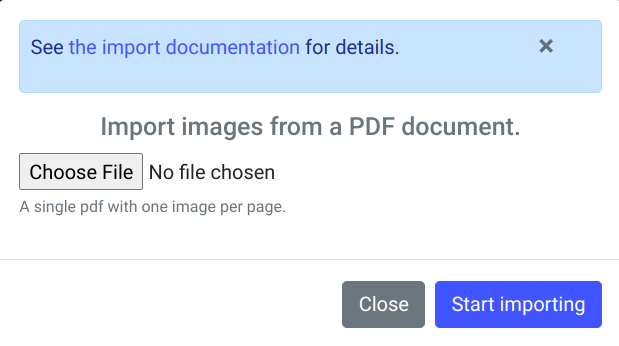 See the import documentation for details. ×
Import images from a PDF document.
Choose File No file chosen
A single pdf with one image per page.
Close Start importing